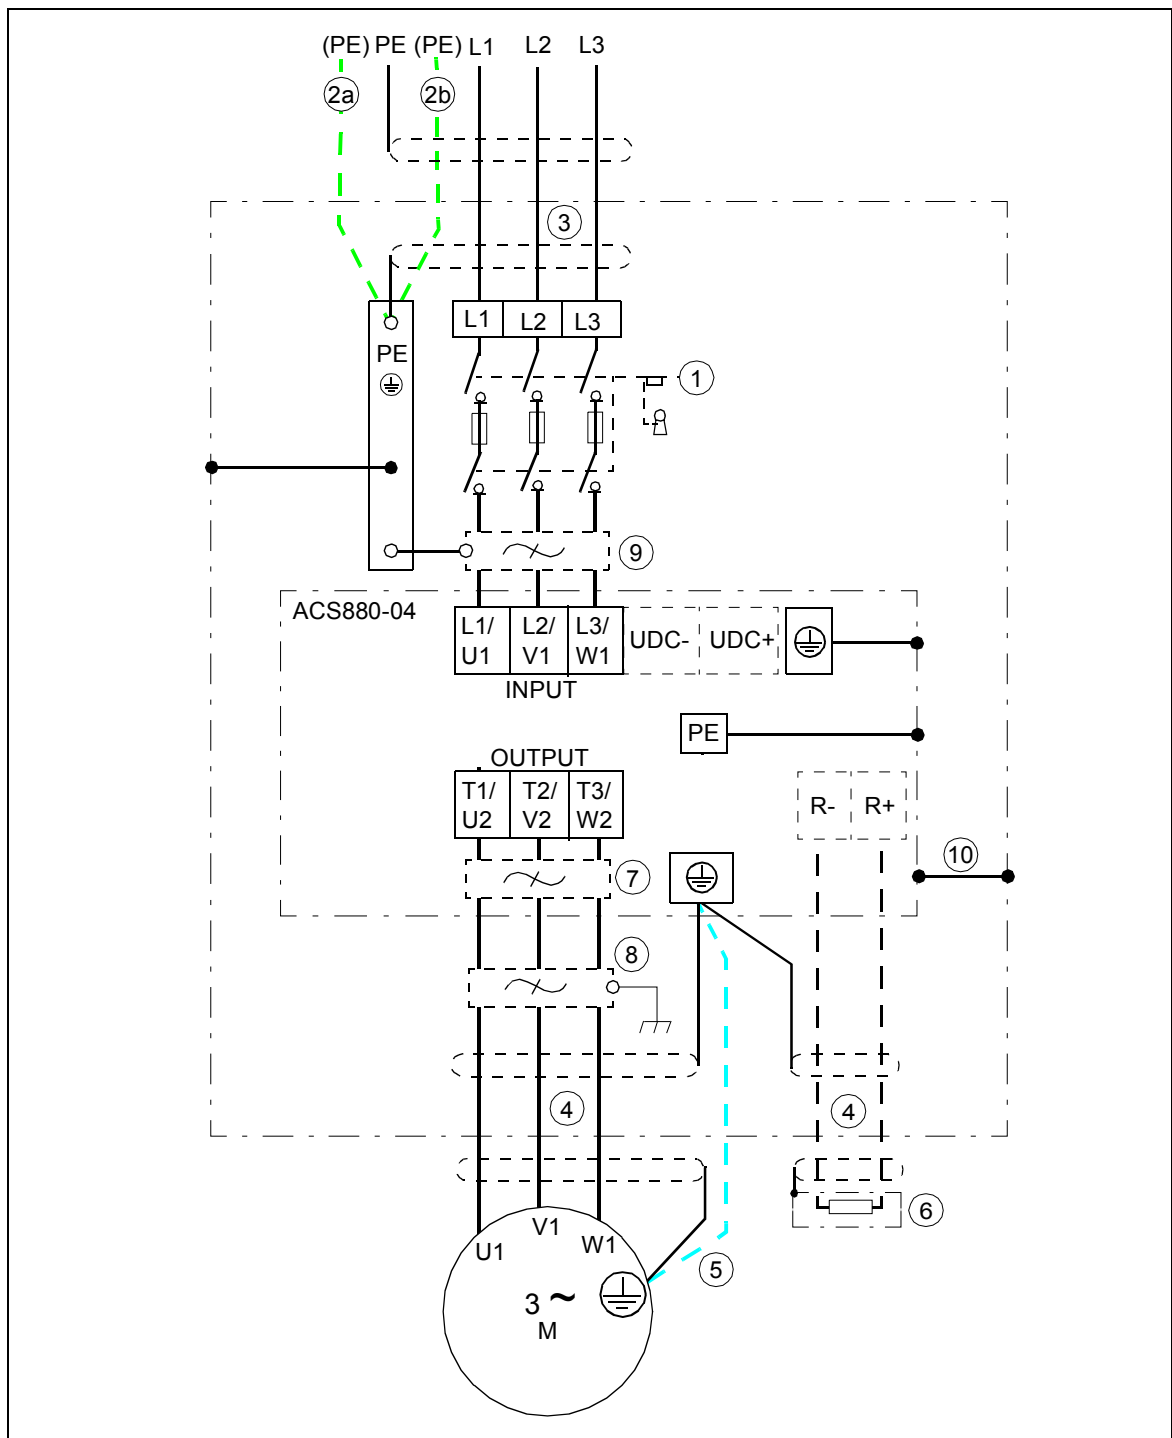 (PE) PE (PE) L1 L2 L3
2a 2b
3
L1 L2 L3
PE
1
9
ACS880-04
L1/ L2/ L3/
U1 V1 W1
UDC- UDC+
INPUT
PE
OUTPUT
T1/ T2/ T3/
U2 V2 W2
R- R+
10
7
8
4 4
6
V1
U1 W1
5
3 ~
M